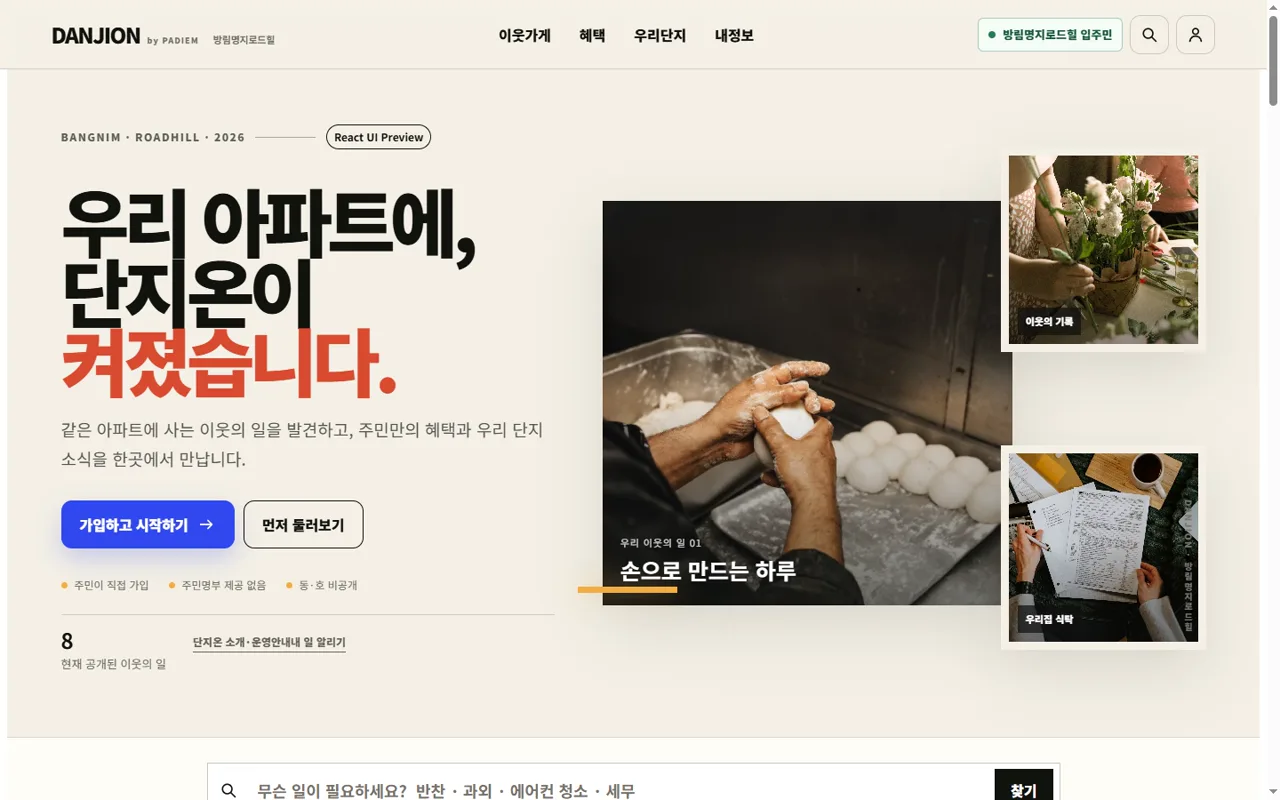 DANJION by PADIEM 방림명지로드힐
이웃가게 혜택 우리단지 내정보
방림명지로드힐 입주민
BANGNIM · ROADHILL · 2026
React UI Preview
우리 아파트에,
단지온이
켜졌습니다.
같은 아파트에 사는 이웃의 일을 발견하고, 주민만의 혜택과 우리 단지
소식을 한곳에서 만납니다.
가입하고 시작하기 →
먼저 둘러보기
주민이 직접 가입
주민명부 제공 없음
동·호 비공개
8
현재 공개된 이웃의 일
단지온 소개·운영안내내 일 알리기
우리 이웃의 일 01
손으로 만드는 하루
이웃의 기록
우리집 식탁
DANJION 방림명지로드힐
무슨 일이 필요하세요? 반찬 · 과외 · 에어컨 청소 · 세무
찾기